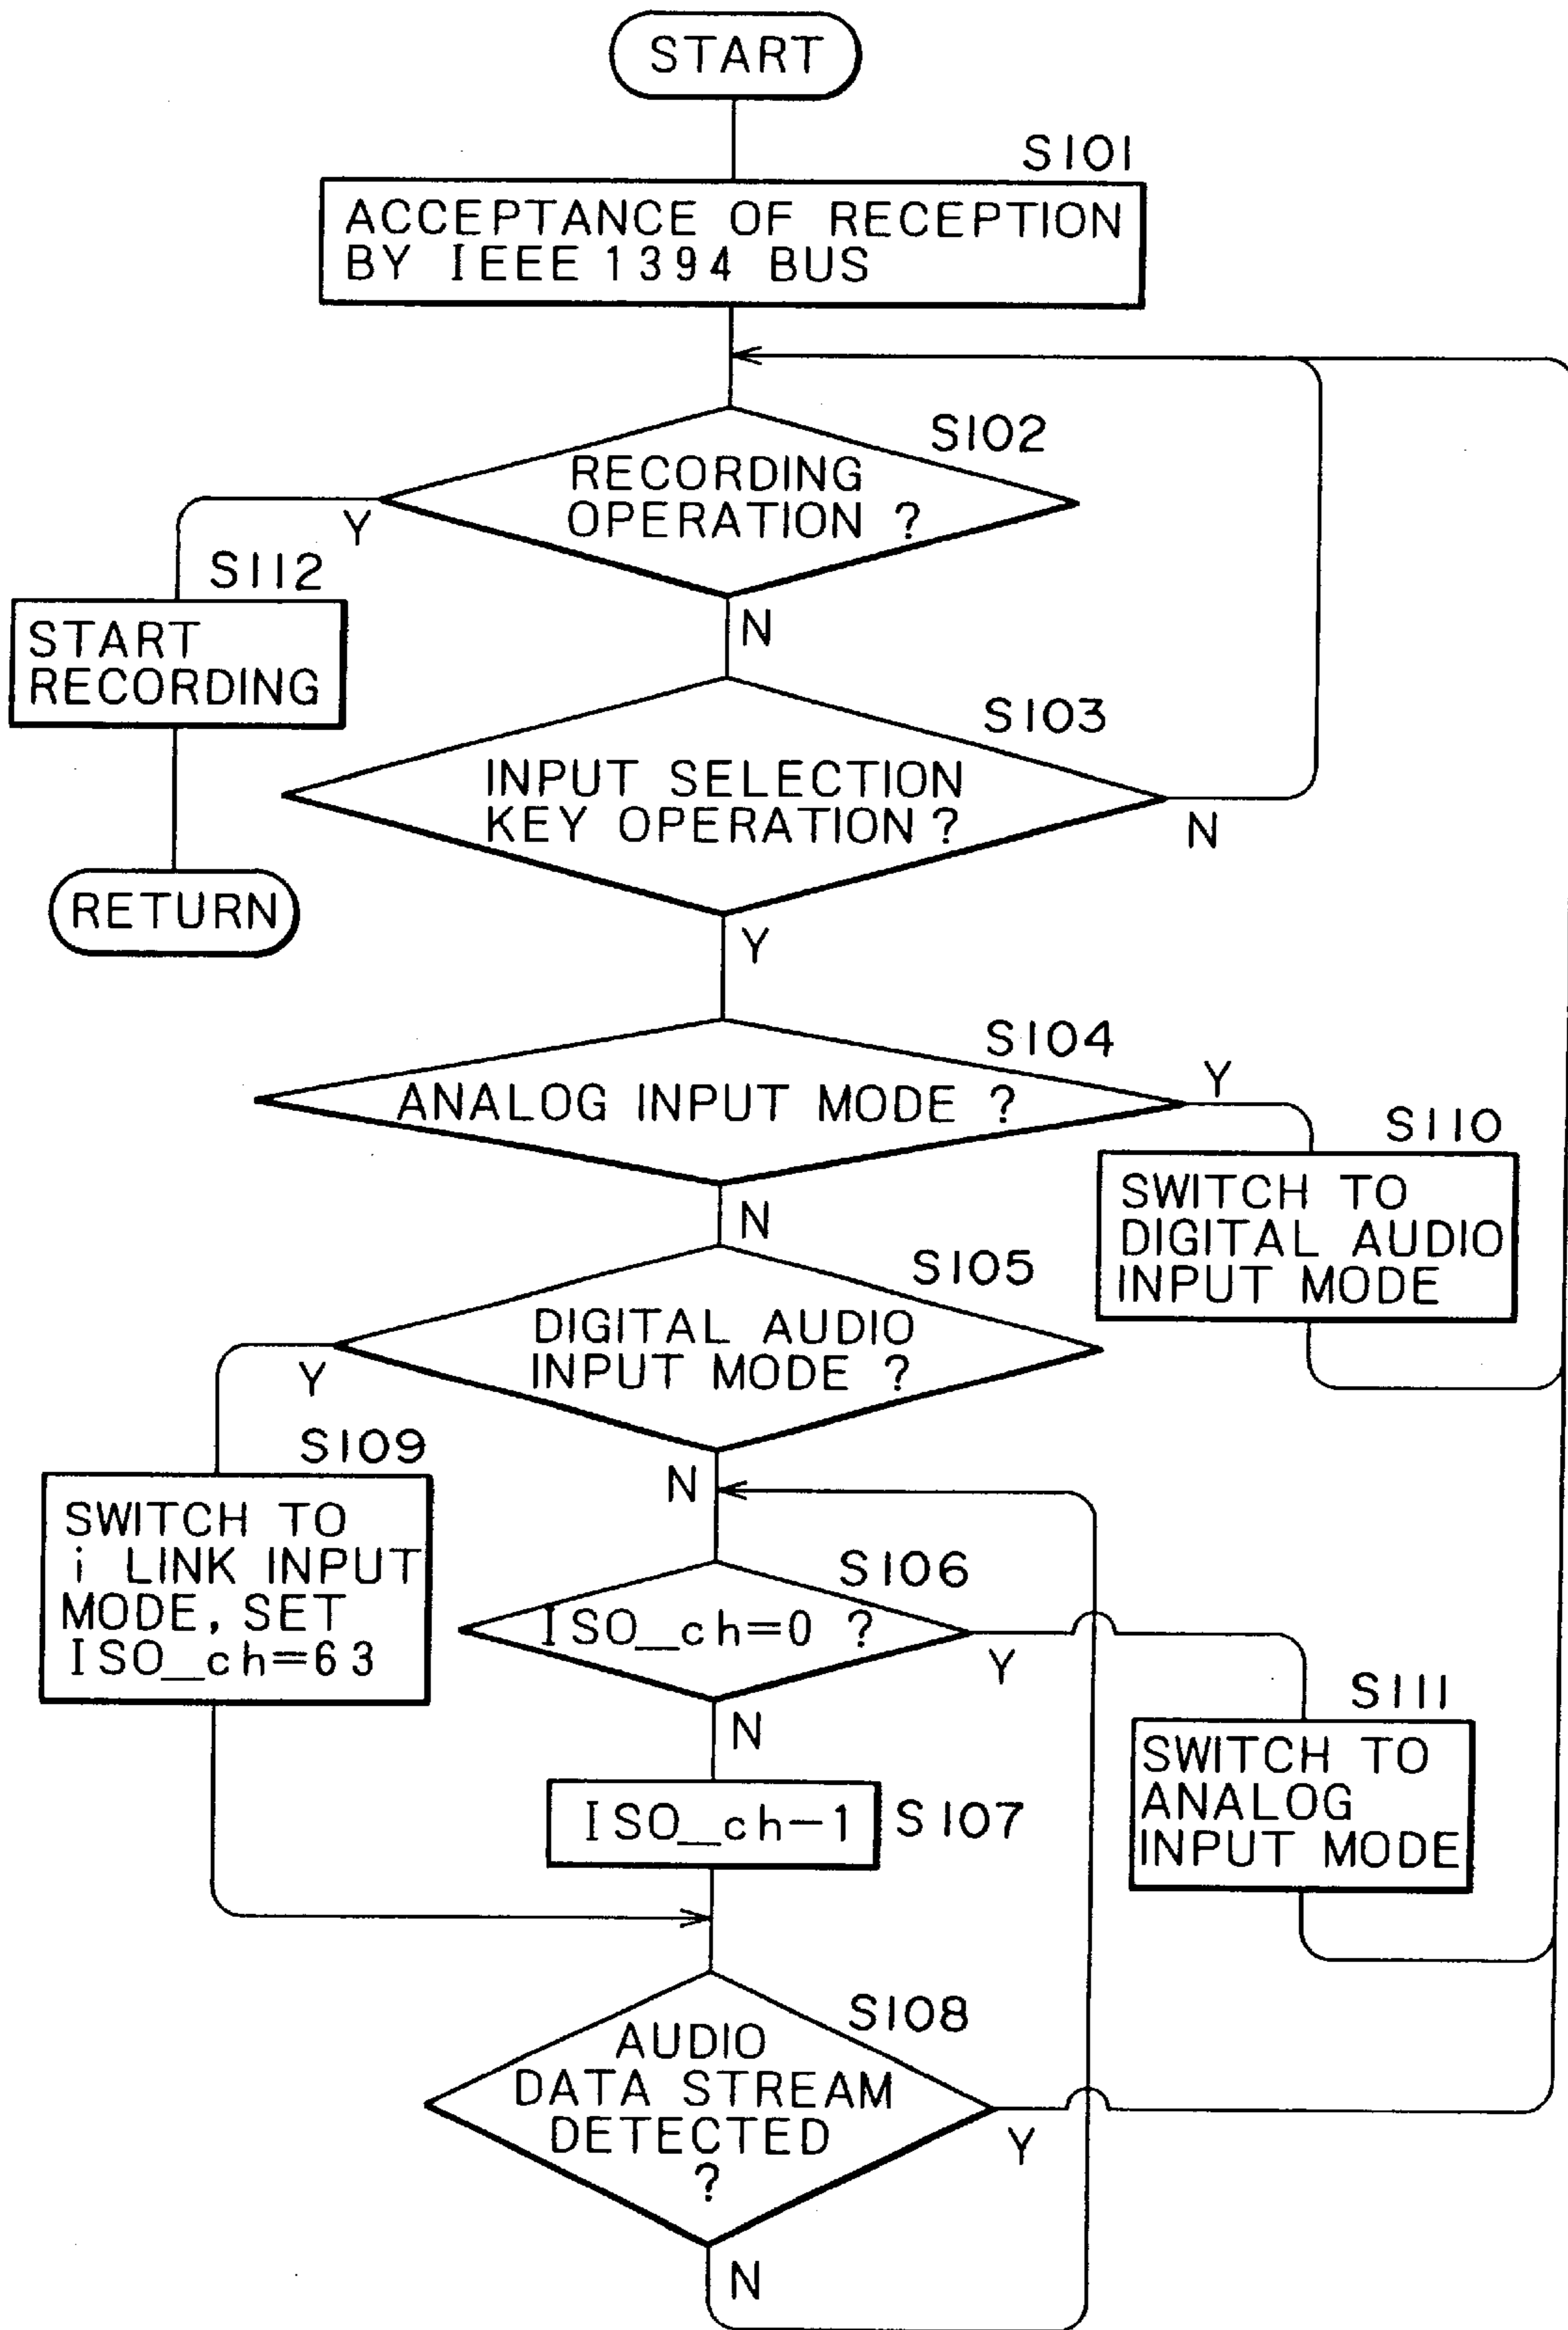 START
S101
ACCEPTANCE OF RECEPTION
BY IEEE 1394 BUS
S102
RECORDING
OPERATION ?
Y
N
S112
START
RECORDING
RETURN
S103
INPUT SELECTION
KEY OPERATION ?
N
Y
S104
ANALOG INPUT MODE ?
Y
N
S110
SWITCH TO
DIGITAL AUDIO
INPUT MODE
S105
DIGITAL AUDIO
INPUT MODE ?
Y
N
S109
SWITCH TO
i LINK INPUT
MODE, SET
ISO_ch=63
S106
ISO_ch=0 ?
Y
N
S111
SWITCH TO
ANALOG
INPUT MODE
ISO_ch-1
S107
S108
AUDIO
DATA STREAM
DETECTED
?
Y
N